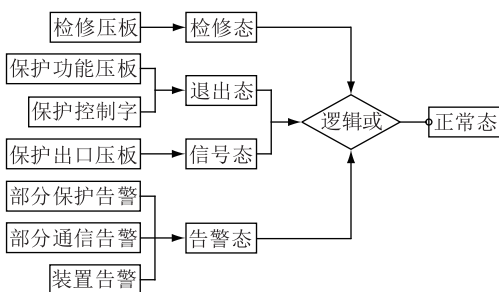 检修压板
检修态
保护功能压板
退出态
保护控制字
逻辑或
正常态
保护出口压板
信号态
部分保护告警
部分通信告警
告警态
装置告警